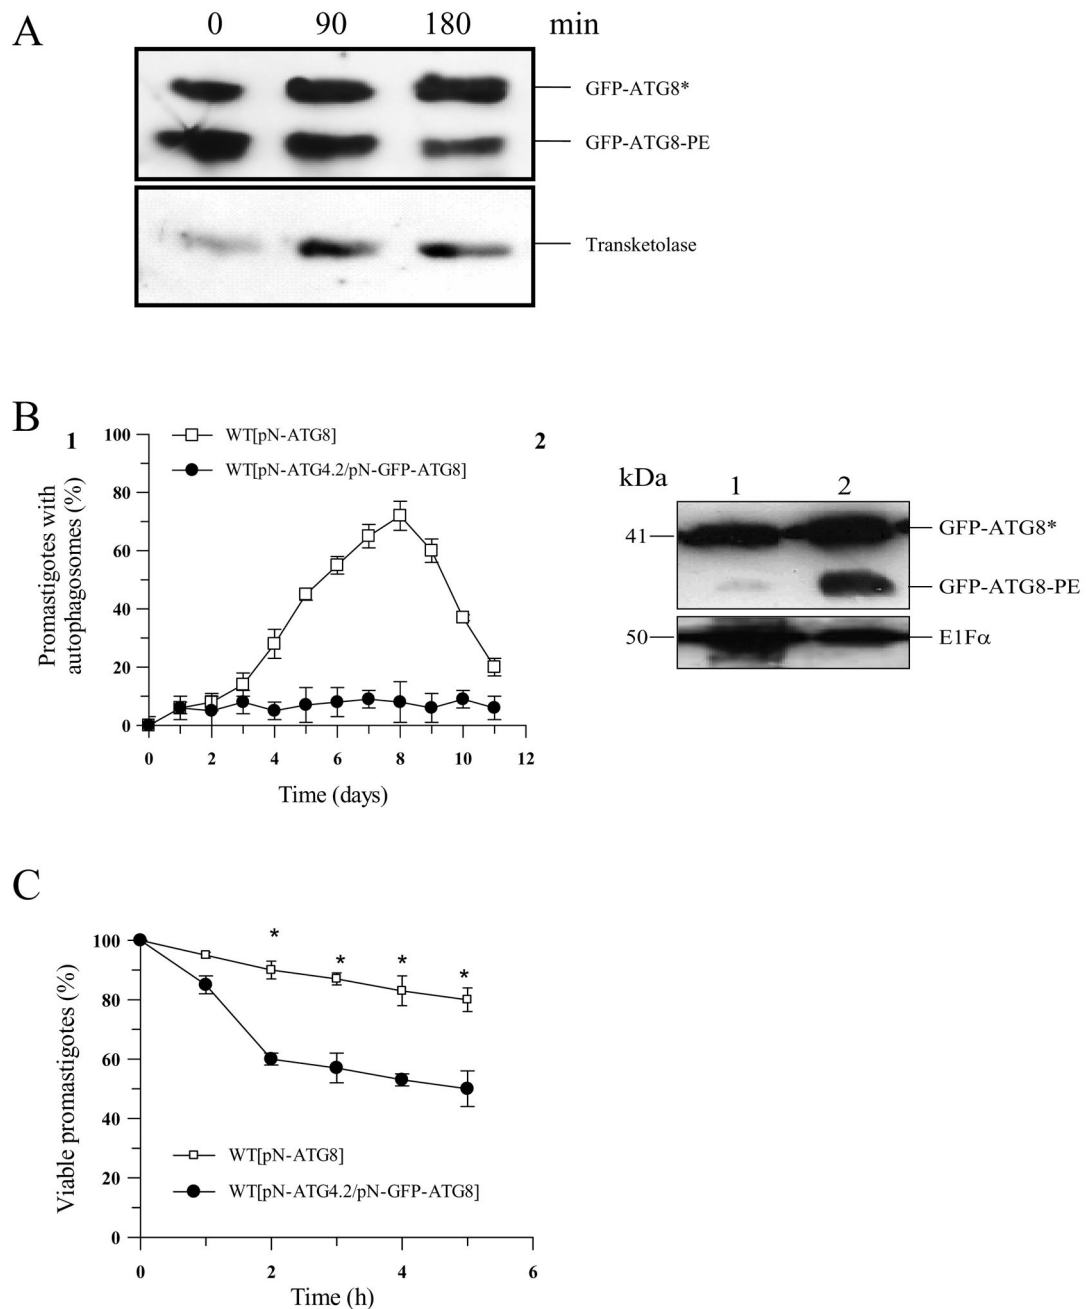 A
0 90 180 min
GFP-ATG8*
GFP-ATG8-PE
Transketolase
B
1
100
80
60
40
20
0
Promastigotes with
autophagosomes (%)
WT[pN-ATG8]
WT[pN-ATG4.2/pN-GFP-ATG8]
0 2 4 6 8 10 12
Time (days)
2
kDa 1 2
41
GFP-ATG8*
GFP-ATG8-PE
50
E1Fα
C
100
80
60
40
20
0
Viable promastigotes (%)
* * * *
WT[pN-ATG8]
WT[pN-ATG4.2/pN-GFP-ATG8]
0 2 4 6
Time (h)